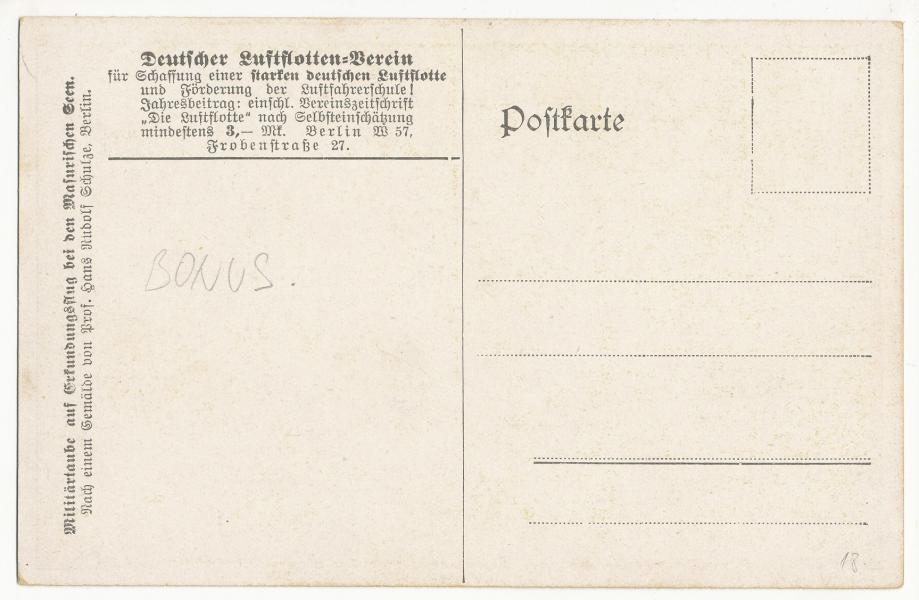 Deutscher Luftflotten-Verein
für Schaffung einer starken deutschen Luftflotte
und Förderung der Luftfahrerschule!
Jahresbeitrag: einschl. Vereinszeitschrift
„Die Luftflotte" nach Selbsteinschätzung
mindestens 3,— Mk. Berlin W 57,
Frobenstraße 27.
Militärtaube auf Erkundungsflug bei den Masurischen Seen.
Nach einem Gemälde von Prof. Hans Rudolf Schulze, Berlin.
BONUS.
Postkarte
18.